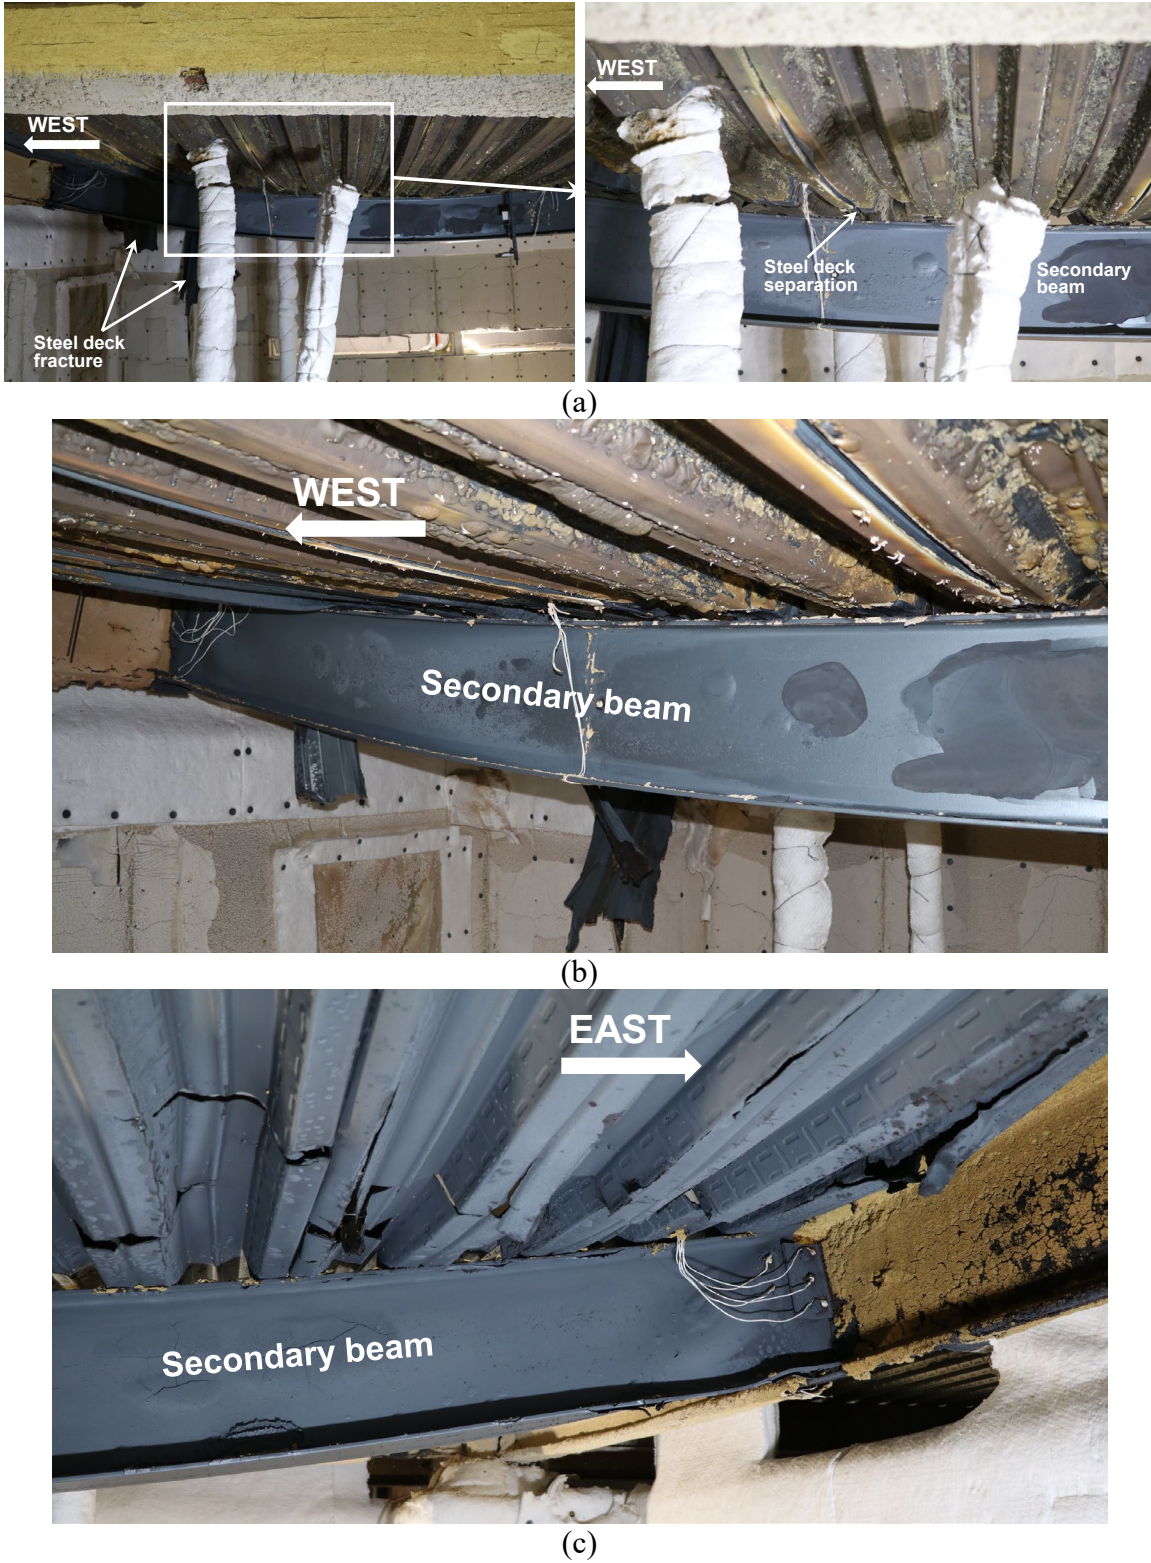 WEST
Steel deck
fracture
WEST
Steel deck
separation
Secondary
beam
(a)
WEST
Secondary beam
(b)
EAST
Secondary beam
(c)